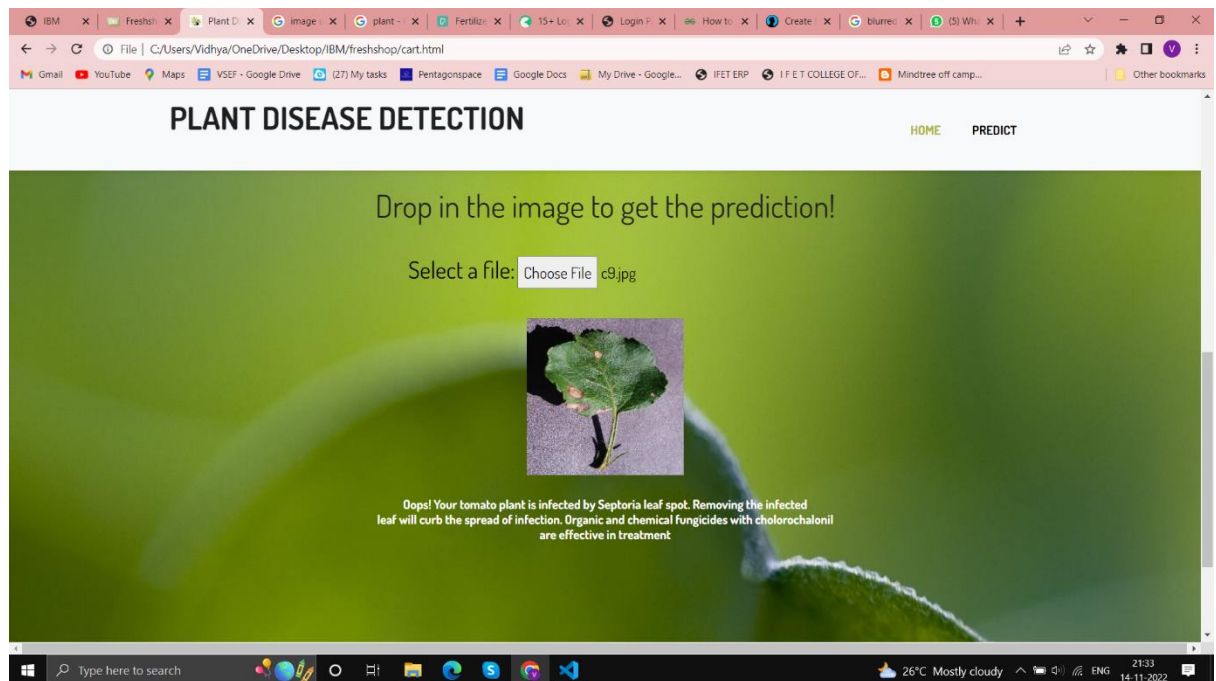 IBM Freshsh Plant D image plant - Fertilize 15+ Lo Login P How to Create blurred (5) Wha
File | C:/Users/Vidhya/OneDrive/Desktop/IBM/freshshop/cart.html V
Gmail YouTube Maps VSEF - Google Drive (27) My tasks Pentagonspace Google Docs My Drive - Google... IFET ERP I F E T COLLEGE OF... Mindtree off camp... Other bookmarks
PLANT DISEASE DETECTION
HOME PREDICT
Drop in the image to get the prediction!
Select a file: Choose File c9.jpg
Oops! Your tomato plant is infected by Septoria leaf spot. Removing the infected
leaf will curb the spread of infection. Organic and chemical fungicides with cholorochalonil
are effective in treatment
Type here to search
26°C Mostly cloudy ENG 21:33
14-11-2022